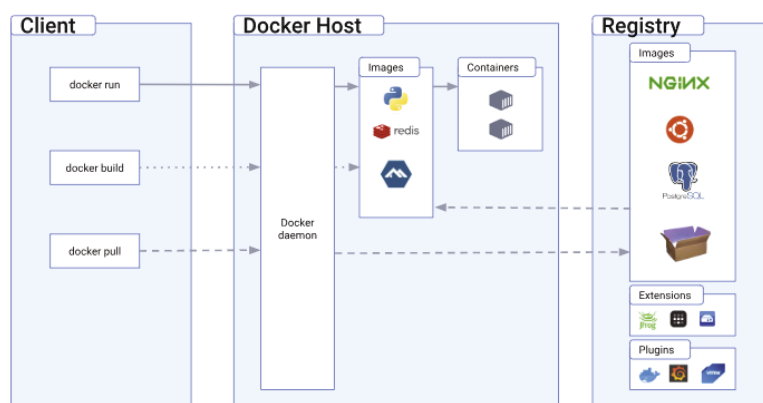 Client
docker run
docker build
docker pull
Docker Host
Docker
daemon
Images
redis
Containers
Registry
Images
NGINX
PostgreSQL
Extensions
JFrog
Plugins